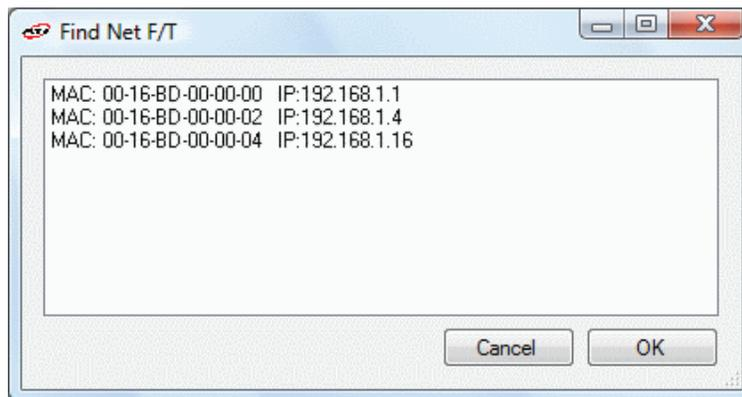 Find Net F/T
MAC: 00-16-BD-00-00-00 IP:192.168.1.1
MAC: 00-16-BD-00-00-02 IP:192.168.1.4
MAC: 00-16-BD-00-00-04 IP:192.168.1.16
Cancel OK